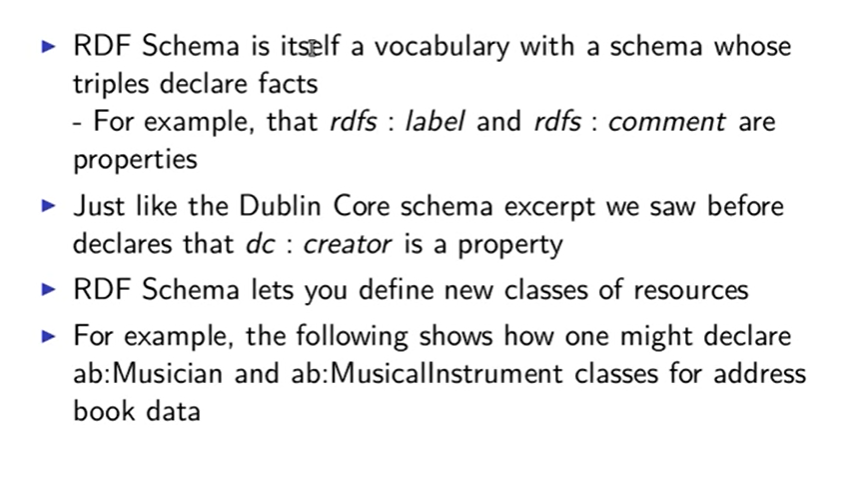 ▶ RDF Schema is itself a vocabulary with a schema whose
triples declare facts
- For example, that rdfs : label and rdfs : comment are
properties
▶ Just like the Dublin Core schema excerpt we saw before
declares that dc : creator is a property
▶ RDF Schema lets you define new classes of resources
▶ For example, the following shows how one might declare
ab:Musician and ab:MusicalInstrument classes for address
book data